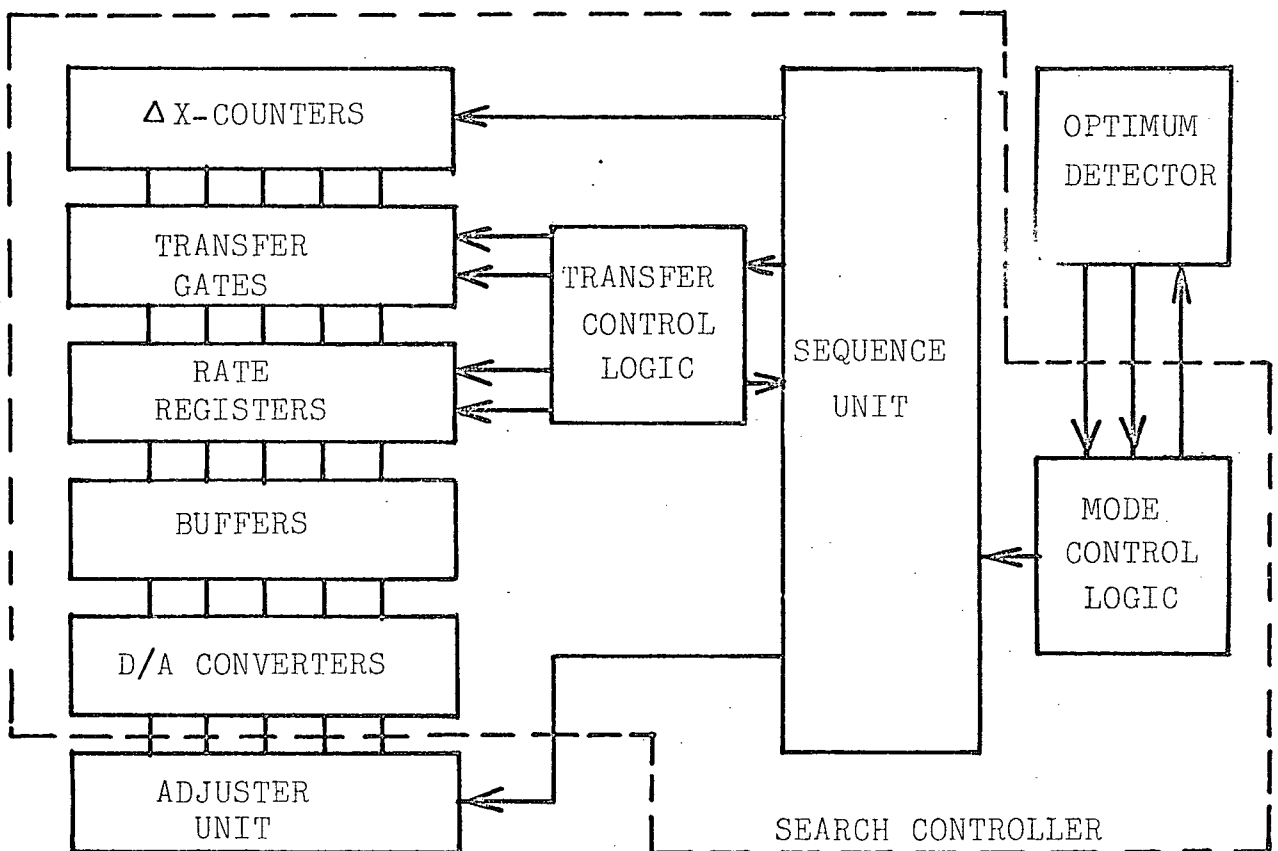 Δ X-COUNTERS
TRANSFER
GATES
RATE
REGISTERS
BUFFERS
D/A CONVERTERS
ADJUSTER
UNIT
TRANSFER
CONTROL
LOGIC
SEQUENCE
UNIT
OPTIMUM
DETECTOR
MODE
CONTROL
LOGIC
SEARCH CONTROLLER